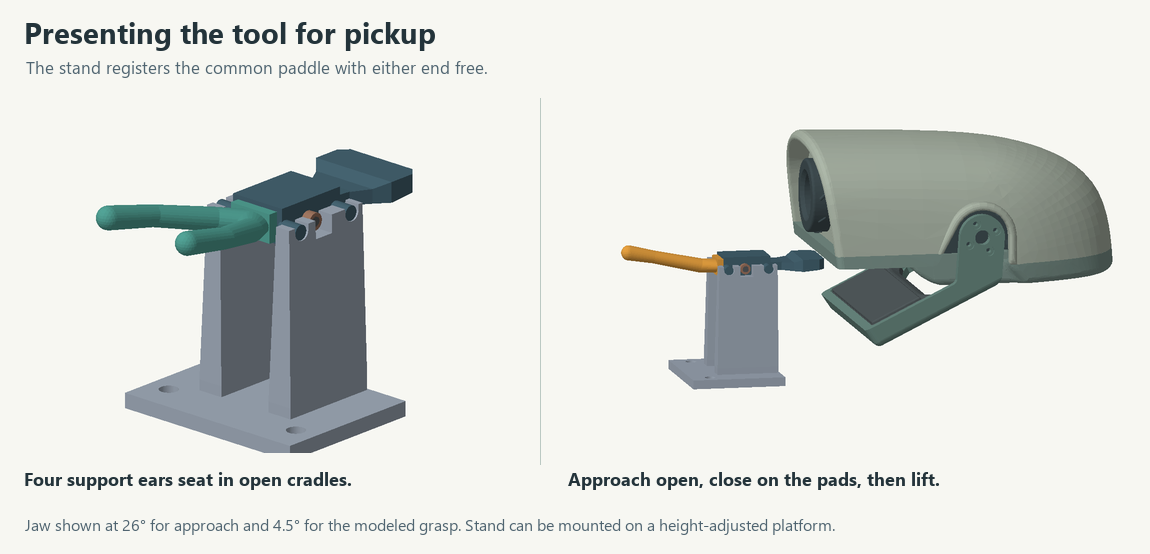 Presenting the tool for pickup
The stand registers the common paddle with either end free.
Four support ears seat in open cradles.
Approach open, close on the pads, then lift.
Jaw shown at 26° for approach and 4.5° for the modeled grasp. Stand can be mounted on a height-adjusted platform.